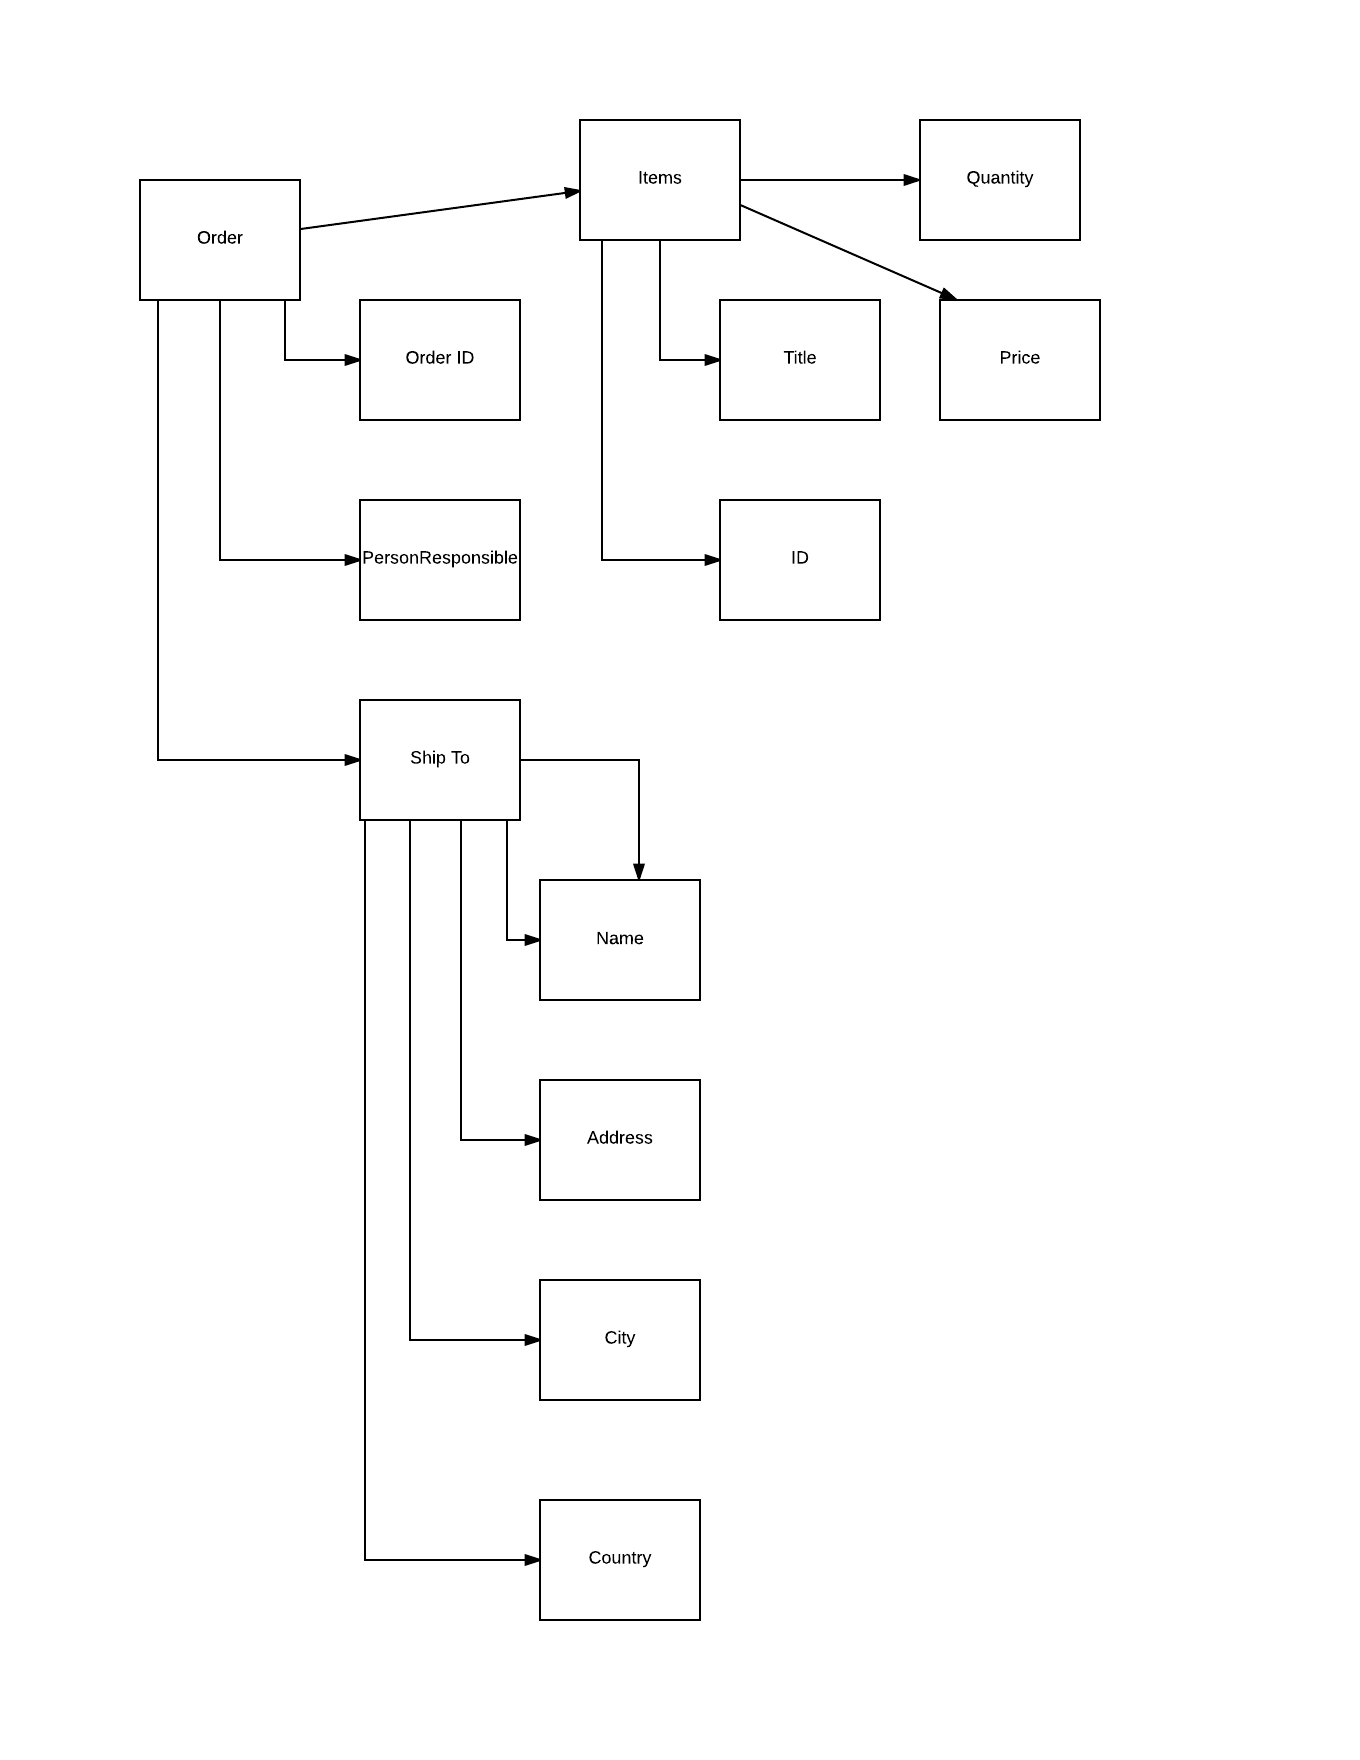 Items
Quantity
Order
Order ID
Title
Price
PersonResponsible
ID
Ship To
Name
Address
City
Country